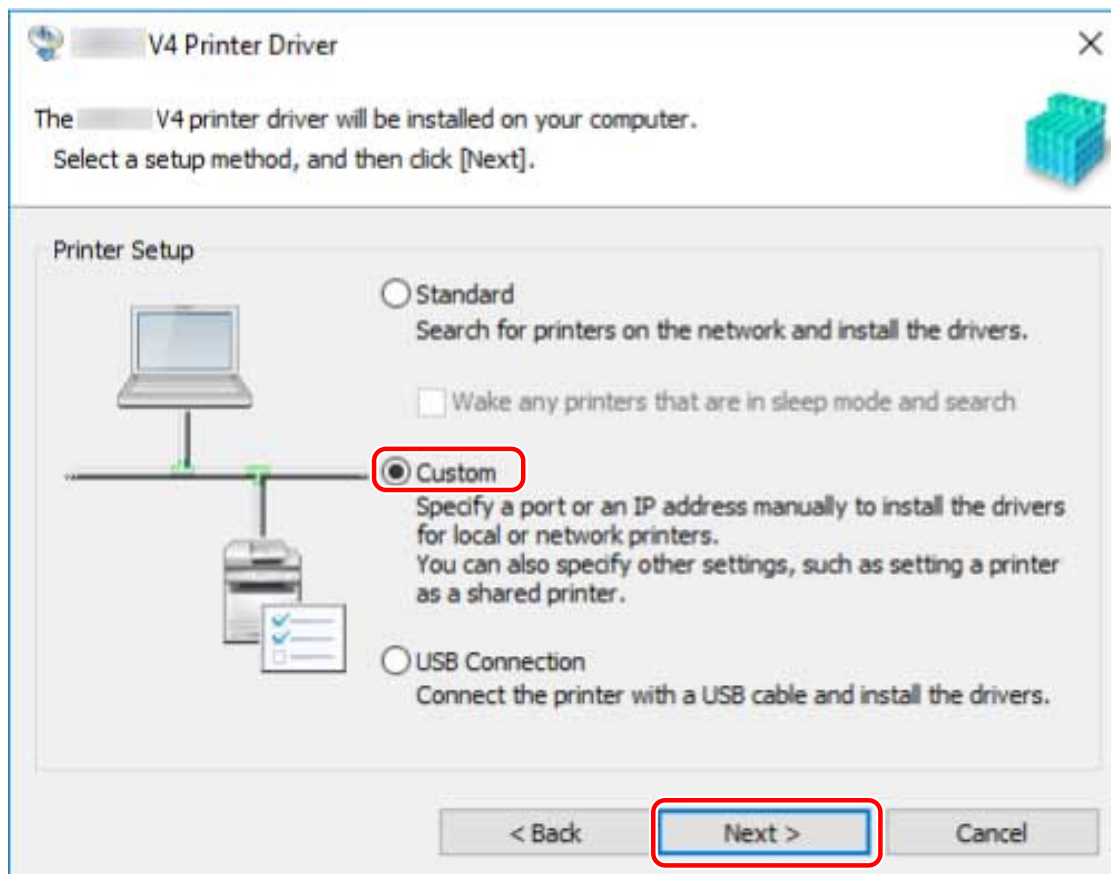 V4 Printer Driver
The V4 printer driver will be installed on your computer.
Select a setup method, and then click [Next].
Printer Setup
Standard
Search for printers on the network and install the drivers.
Wake any printers that are in sleep mode and search
Custom
Specify a port or an IP address manually to install the drivers
for local or network printers.
You can also specify other settings, such as setting a printer
as a shared printer.
USB Connection
Connect the printer with a USB cable and install the drivers.
< Back
Next >
Cancel